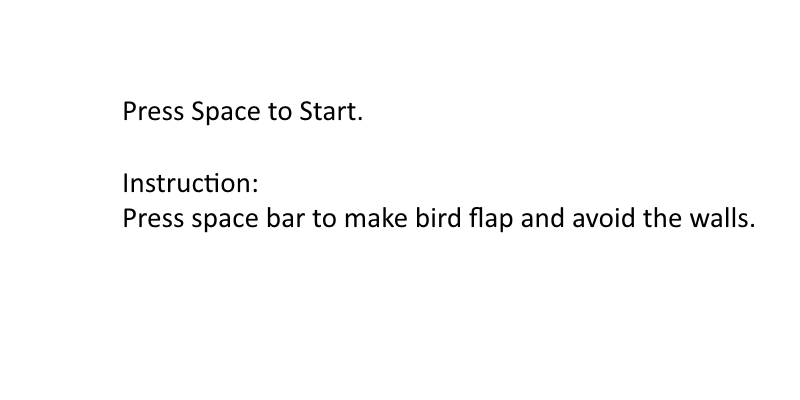 Press Space to Start.
Instruction:
Press space bar to make bird flap and avoid the walls.